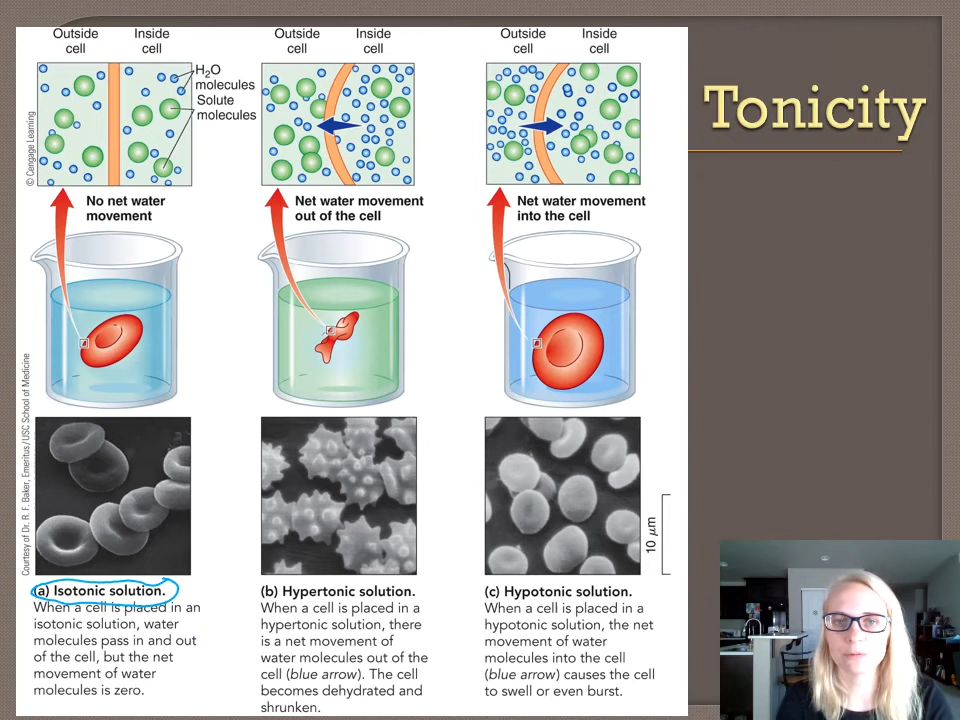 Tonicity
Outside
cell
Inside
cell
H₂O
molecules
Solute
molecules
© Cengage Learning
No net water
movement
Outside
cell
Inside
cell
Net water movement
out of the cell
Outside
cell
Inside
cell
Net water movement
into the cell
Courtesy of Dr. R. F. Baker, Emeritus/USC School of Medicine
10 µm
(a) Isotonic solution.
When a cell is placed in an
isotonic solution, water
molecules pass in and out
of the cell, but the net
movement of water
molecules is zero.
(b) Hypertonic solution.
When a cell is placed in a
hypertonic solution, there
is a net movement of
water molecules out of the
cell (blue arrow). The cell
becomes dehydrated and
shrunken.
(c) Hypotonic solution.
When a cell is placed in a
hypotonic solution, the net
movement of water
molecules into the cell
(blue arrow) causes the cell
to swell or even burst.